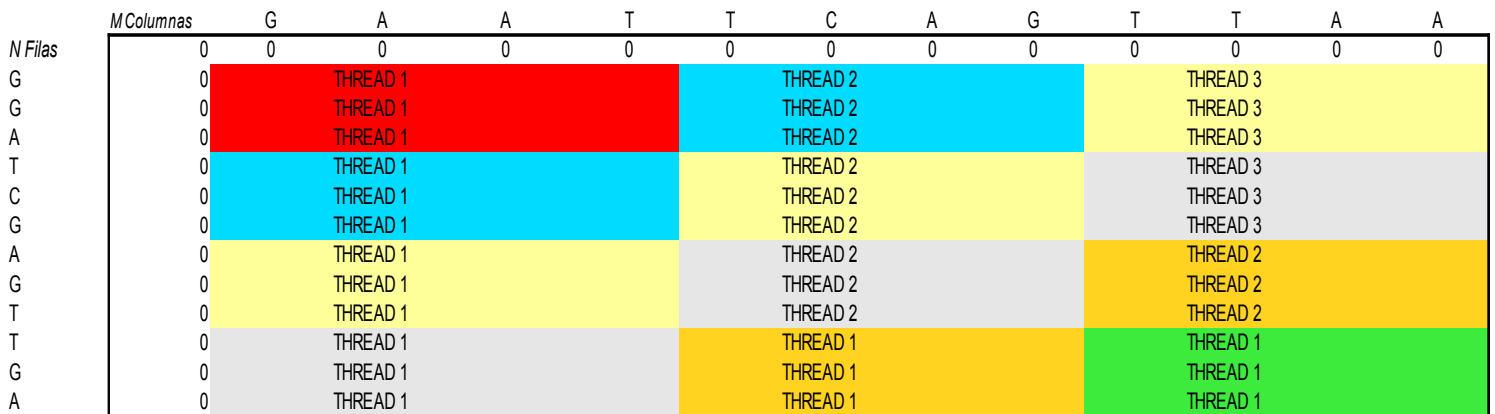 M Columnas G A A T T C A G T T A A
N Filas 0 0 0 0 0 0 0 0 0 0 0 0 0
G 0 THREAD 1 THREAD 2 THREAD 3
G 0 THREAD 1 THREAD 2 THREAD 3
A 0 THREAD 1 THREAD 2 THREAD 3
T 0 THREAD 1 THREAD 2 THREAD 3
C 0 THREAD 1 THREAD 2 THREAD 3
G 0 THREAD 1 THREAD 2 THREAD 3
A 0 THREAD 1 THREAD 2 THREAD 2
G 0 THREAD 1 THREAD 2 THREAD 2
T 0 THREAD 1 THREAD 2 THREAD 2
T 0 THREAD 1 THREAD 1 THREAD 1
G 0 THREAD 1 THREAD 1 THREAD 1
A 0 THREAD 1 THREAD 1 THREAD 1